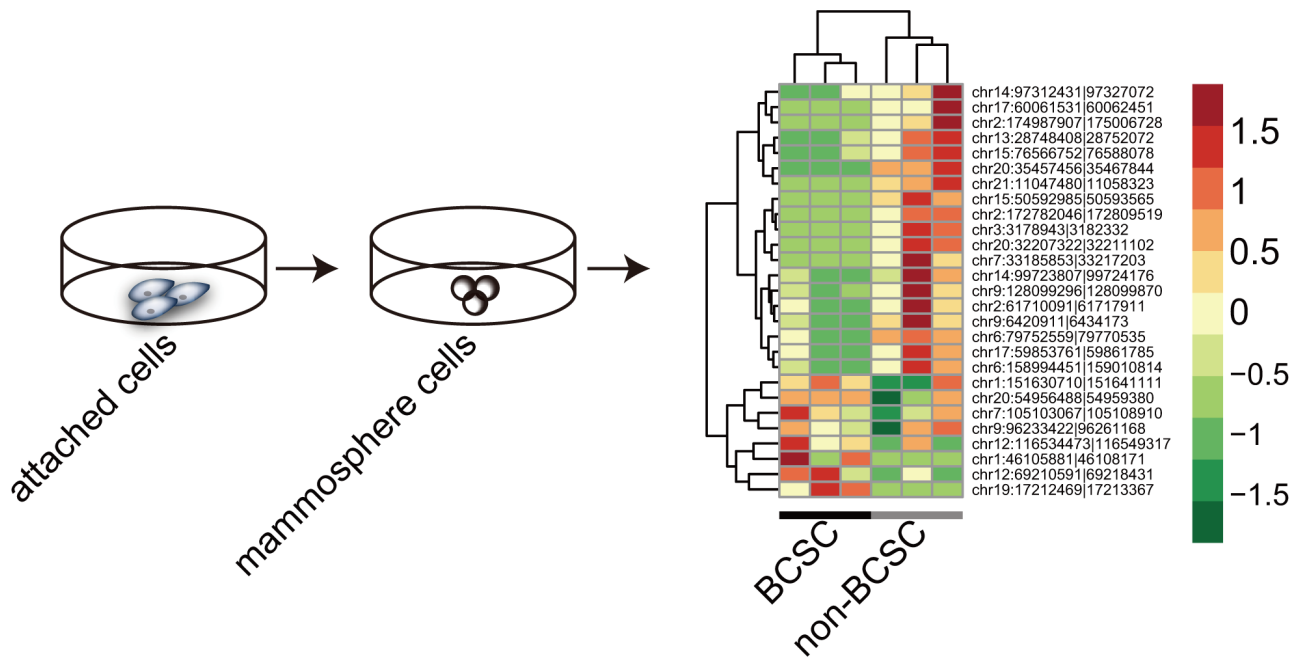 attached cells
mammosphere cells
chr14:97312431|97327072
chr17:60061531|60062451
chr2:174987907|175006728
chr13:28748408|28752072
chr15:76566752|76588078
chr20:35457456|35467844
chr21:11047480|11058323
chr15:50592985|50593565
chr2:172782046|172809519
chr3:3178943|3182332
chr20:32207322|32211102
chr7:33185853|33217203
chr14:99723807|99724176
chr9:128099296|128099870
chr2:61710091|61717911
chr9:6420911|6434173
chr6:79752559|79770535
chr17:59853761|59861785
chr6:158994451|159010814
chr1:151630710|151641111
chr20:54956488|54959380
chr7:105103067|105108910
chr9:96233422|96261168
chr12:116534473|116549317
chr1:46105881|46108171
chr12:69210591|69218431
chr19:17212469|17213367
BCSC
non-BCSC
1.5
1
0.5
0
−0.5
−1
−1.5